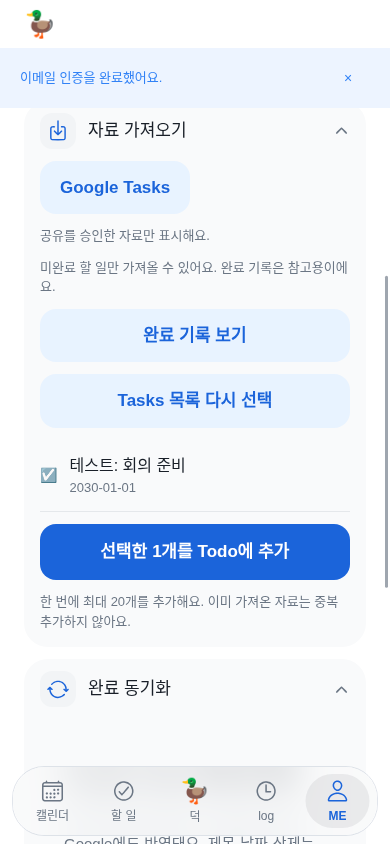 이메일 인증을 완료했어요. ×
자료 가져오기
Google Tasks
공유를 승인한 자료만 표시해요.
미완료 할 일만 가져올 수 있어요. 완료 기록은 참고용이에
요.
완료 기록 보기
Tasks 목록 다시 선택
테스트: 회의 준비
2030-01-01
선택한 1개를 Todo에 추가
한 번에 최대 20개를 추가해요. 이미 가져온 자료는 중복
추가하지 않아요.
완료 동기화
캘린더 할 일 덕 log ME